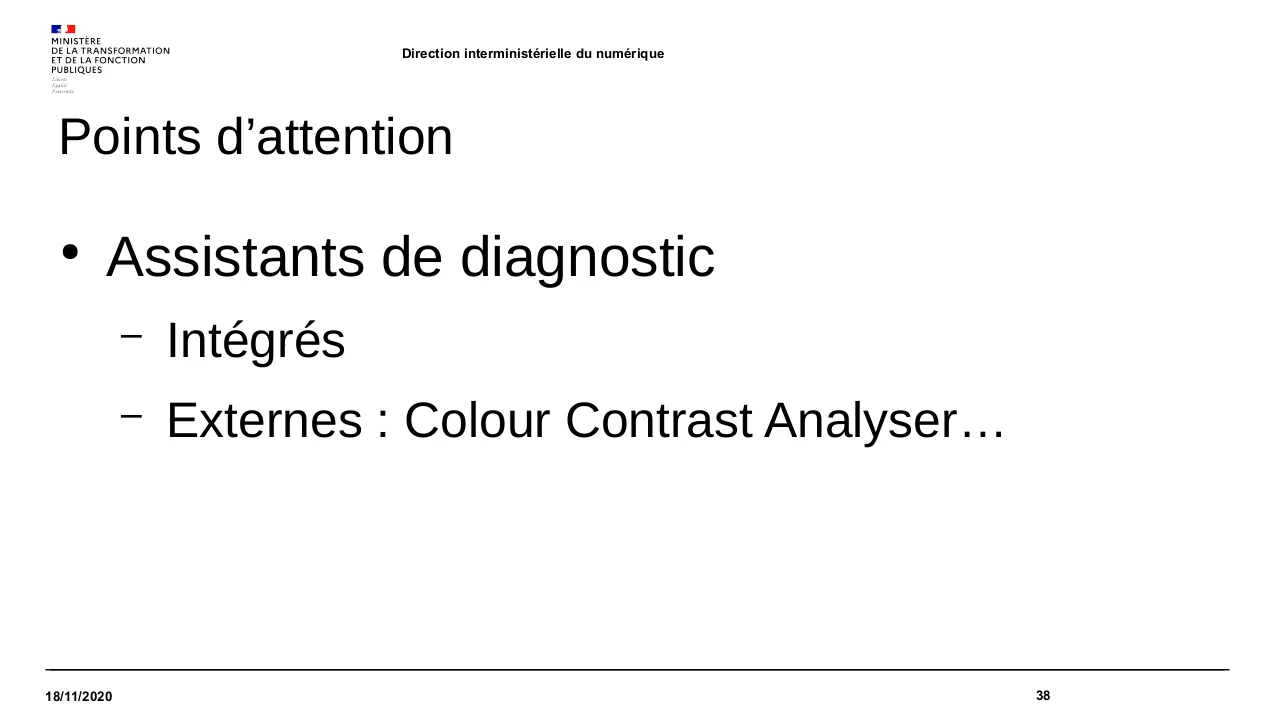 MINISTÈRE
DE LA TRANSFORMATION
ET DE LA FONCTION
PUBLIQUES
Liberté
Égalité
Fraternité
Direction interministérielle du numérique
Points d’attention
• Assistants de diagnostic
– Intégrés
– Externes : Colour Contrast Analyser…
18/11/2020
38